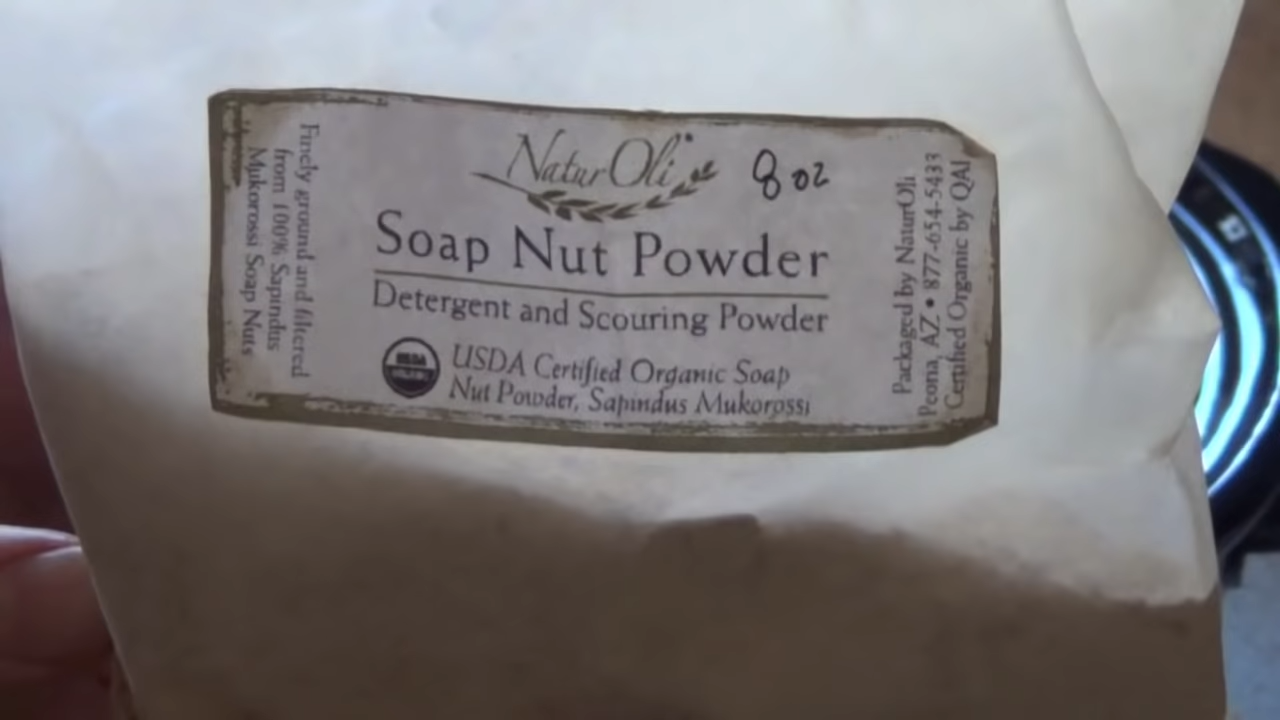 Finely ground and filtered
from 100% Sapindus
Mukorossi Soap Nuts
NaturOli
8 oz
Soap Nut Powder
Detergent and Scouring Powder
USDA
USDA Certified Organic Soap
Nut Powder, Sapindus Mukorossi
Packaged by NaturOli
Peoria, AZ • 877-654-5433
Certified Organic by QAI